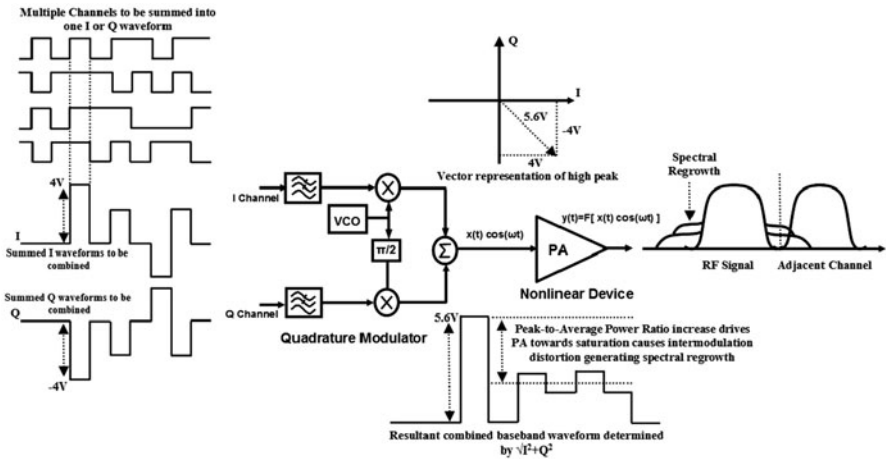 Multiple Channels to be summed into
one I or Q waveform
4V
I
Summed I waveforms to be
combined
Summed Q waveforms to be
combined
Q
-4V
Q
I
5.6V
-4V
4V
Vector representation of high peak
I Channel
VCO
π/2
Q Channel
Σ
Quadrature Modulator
x(t) cos(ωt)
PA
y(t)=F[ x(t) cos(ωt) ]
Nonlinear Device
Spectral
Regrowth
RF Signal
Adjacent Channel
5.6V
Peak-to-Average Power Ratio increase drives
PA towards saturation causes intermodulation
distortion generating spectral regrowth
Resultant combined baseband waveform determined
by √I²+Q²